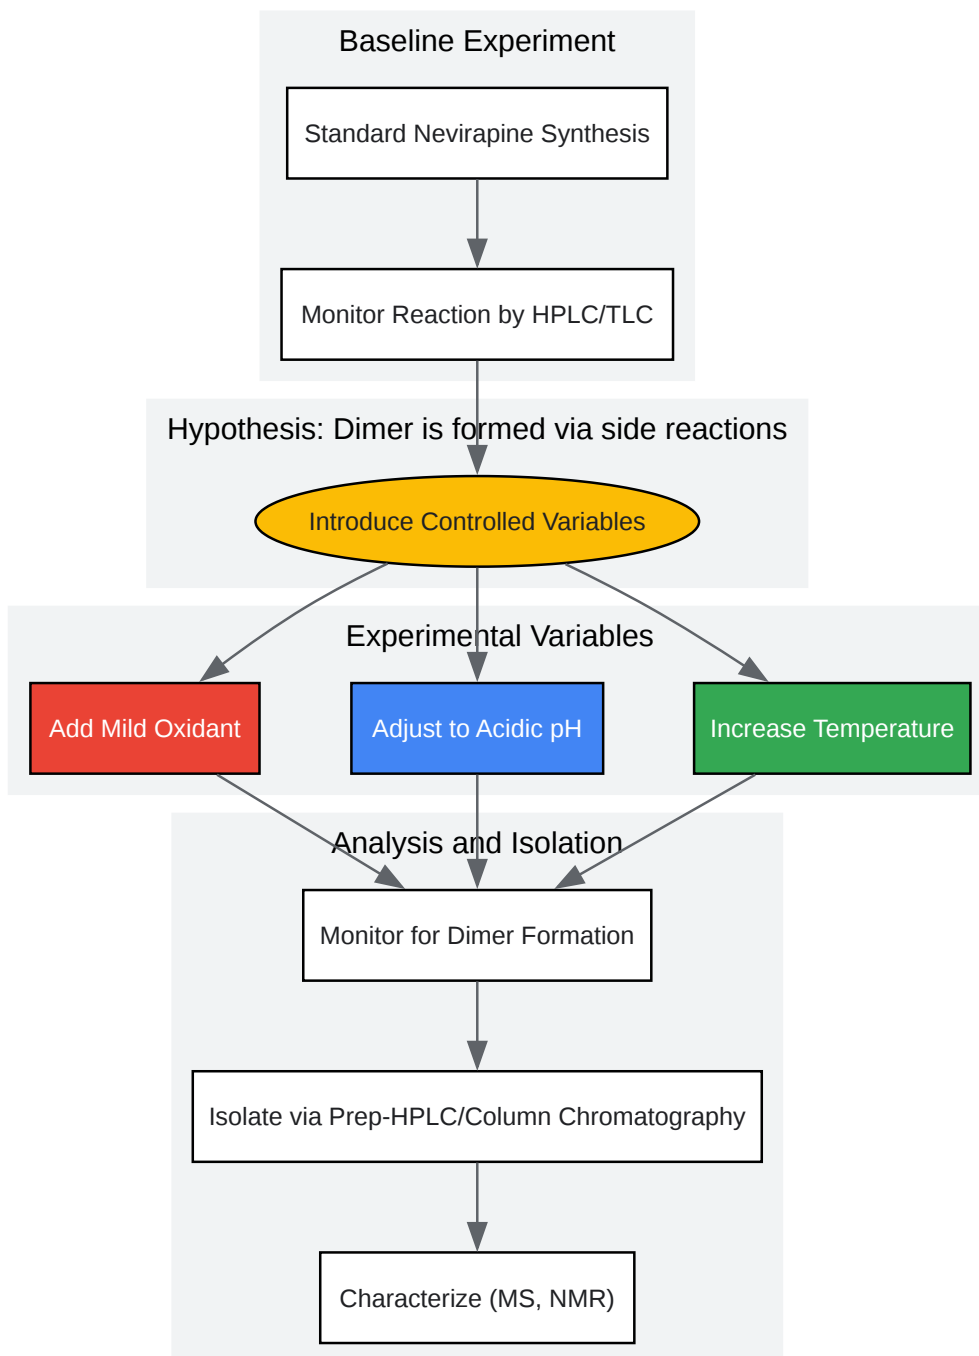 Baseline Experiment
Standard Nevirapine Synthesis
Monitor Reaction by HPLC/TLC
Hypothesis: Dimer is formed via side reactions
Introduce Controlled Variables
Experimental Variables
Add Mild Oxidant
Adjust to Acidic pH
Increase Temperature
Analysis and Isolation
Monitor for Dimer Formation
Isolate via Prep-HPLC/Column Chromatography
Characterize (MS, NMR)